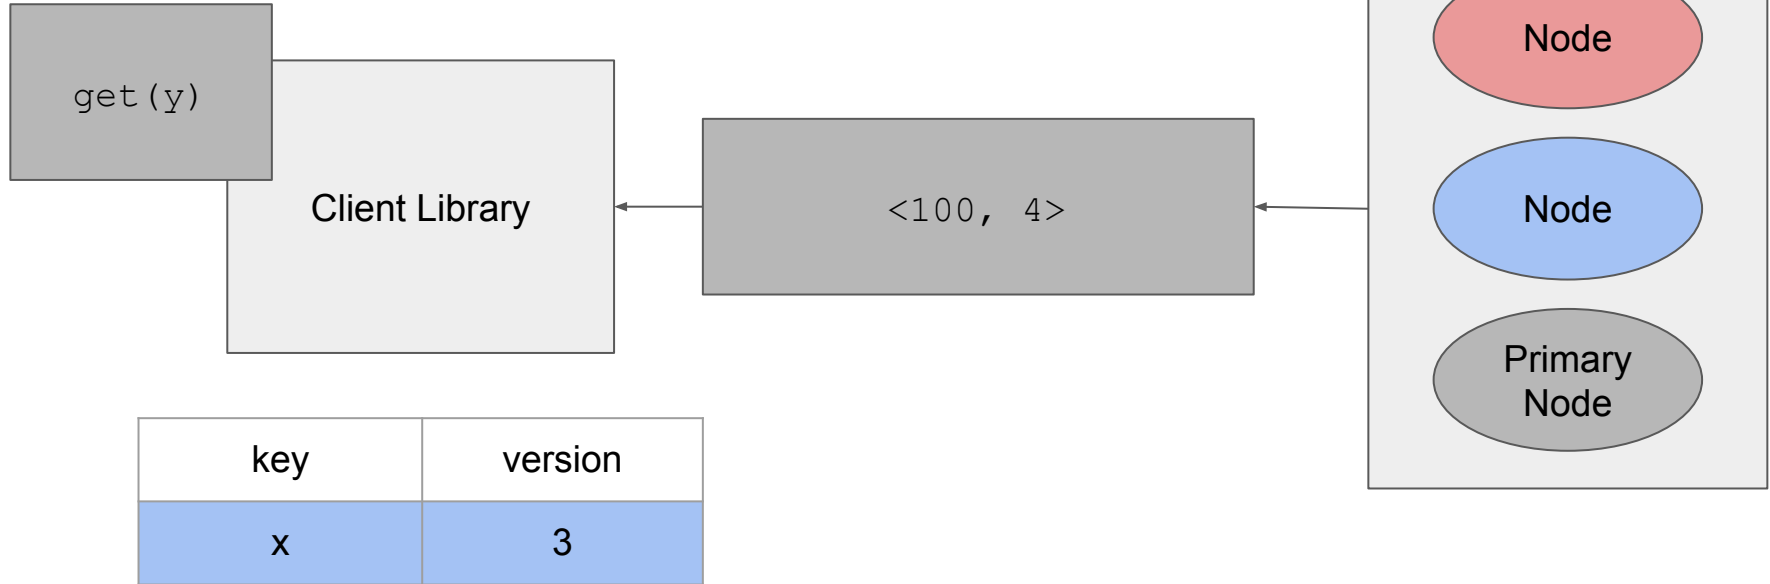 get(y)
Client Library
<100, 4>
Node
Node
Primary
Node
key version
x 3